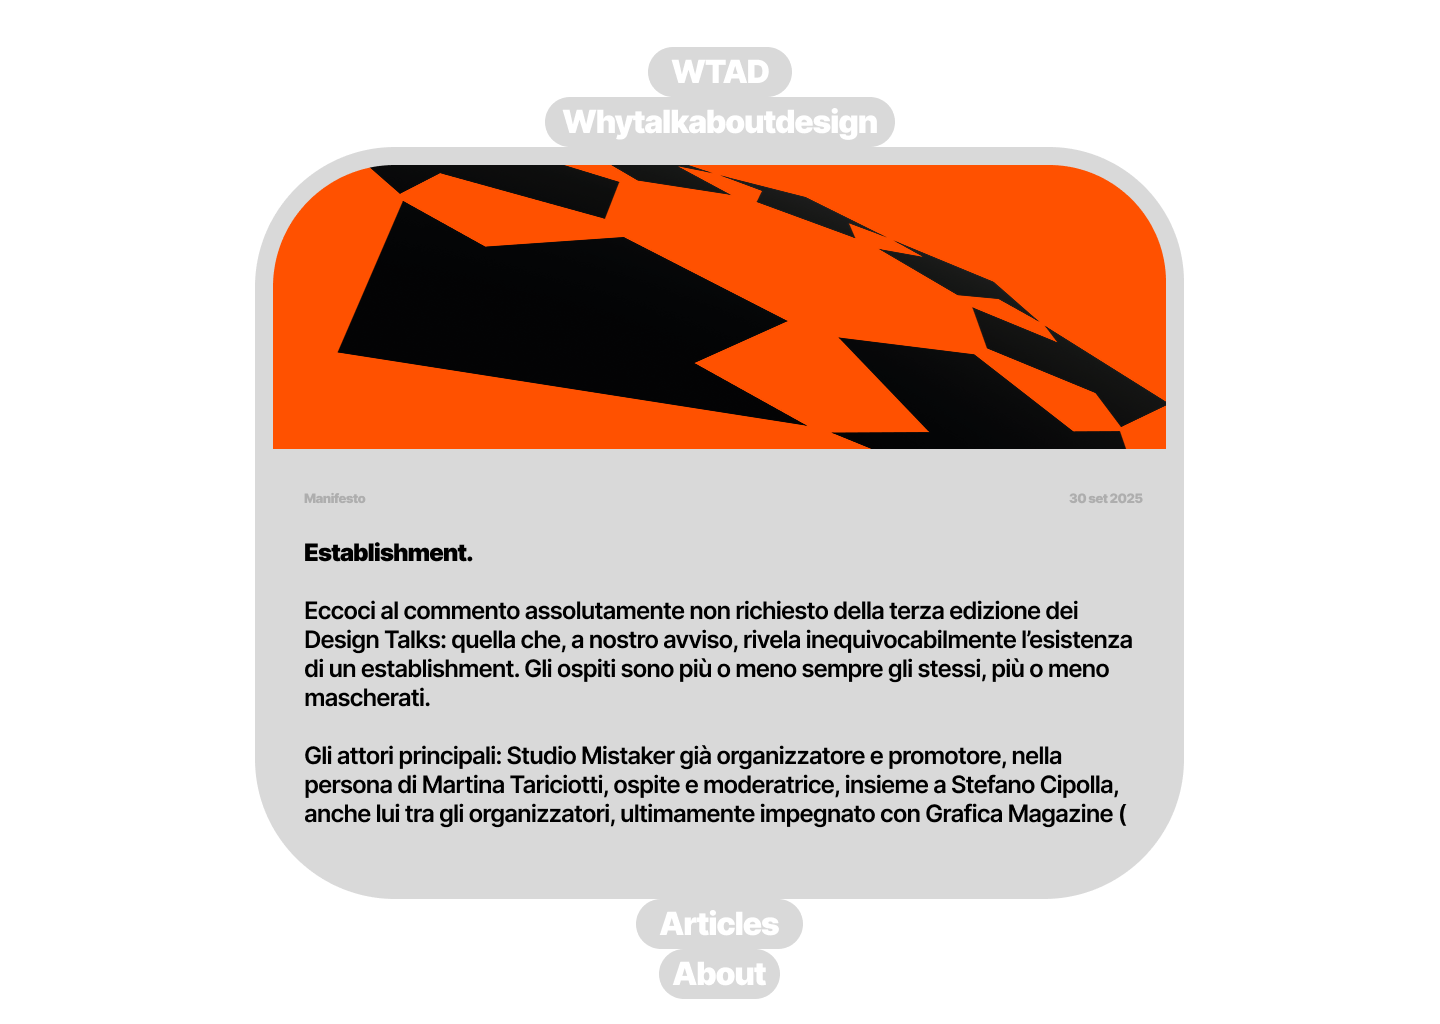 WTAD
Whytalkaboutdesign
Manifesto
30 set 2025
Establishment.
Eccoci al commento assolutamente non richiesto della terza edizione dei
Design Talks: quella che, a nostro avviso, rivela inequivocabilmente l’esistenza
di un establishment. Gli ospiti sono più o meno sempre gli stessi, più o meno
mascherati.
Gli attori principali: Studio Mistaker già organizzatore e promotore, nella
persona di Martina Tariciotti, ospite e moderatrice, insieme a Stefano Cipolla,
anche lui tra gli organizzatori, ultimamente impegnato con Grafica Magazine (
Articles
About